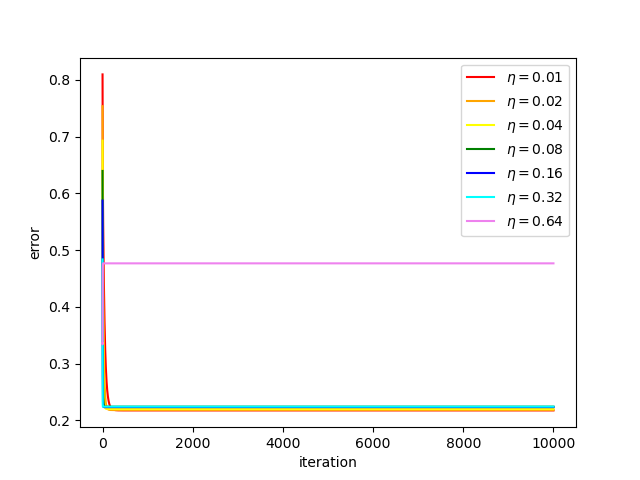 0.8
0.7
0.6
0.5
0.4
0.3
0.2
error
η = 0.01
η = 0.02
η = 0.04
η = 0.08
η = 0.16
η = 0.32
η = 0.64
0 2000 4000 6000 8000 10000
iteration